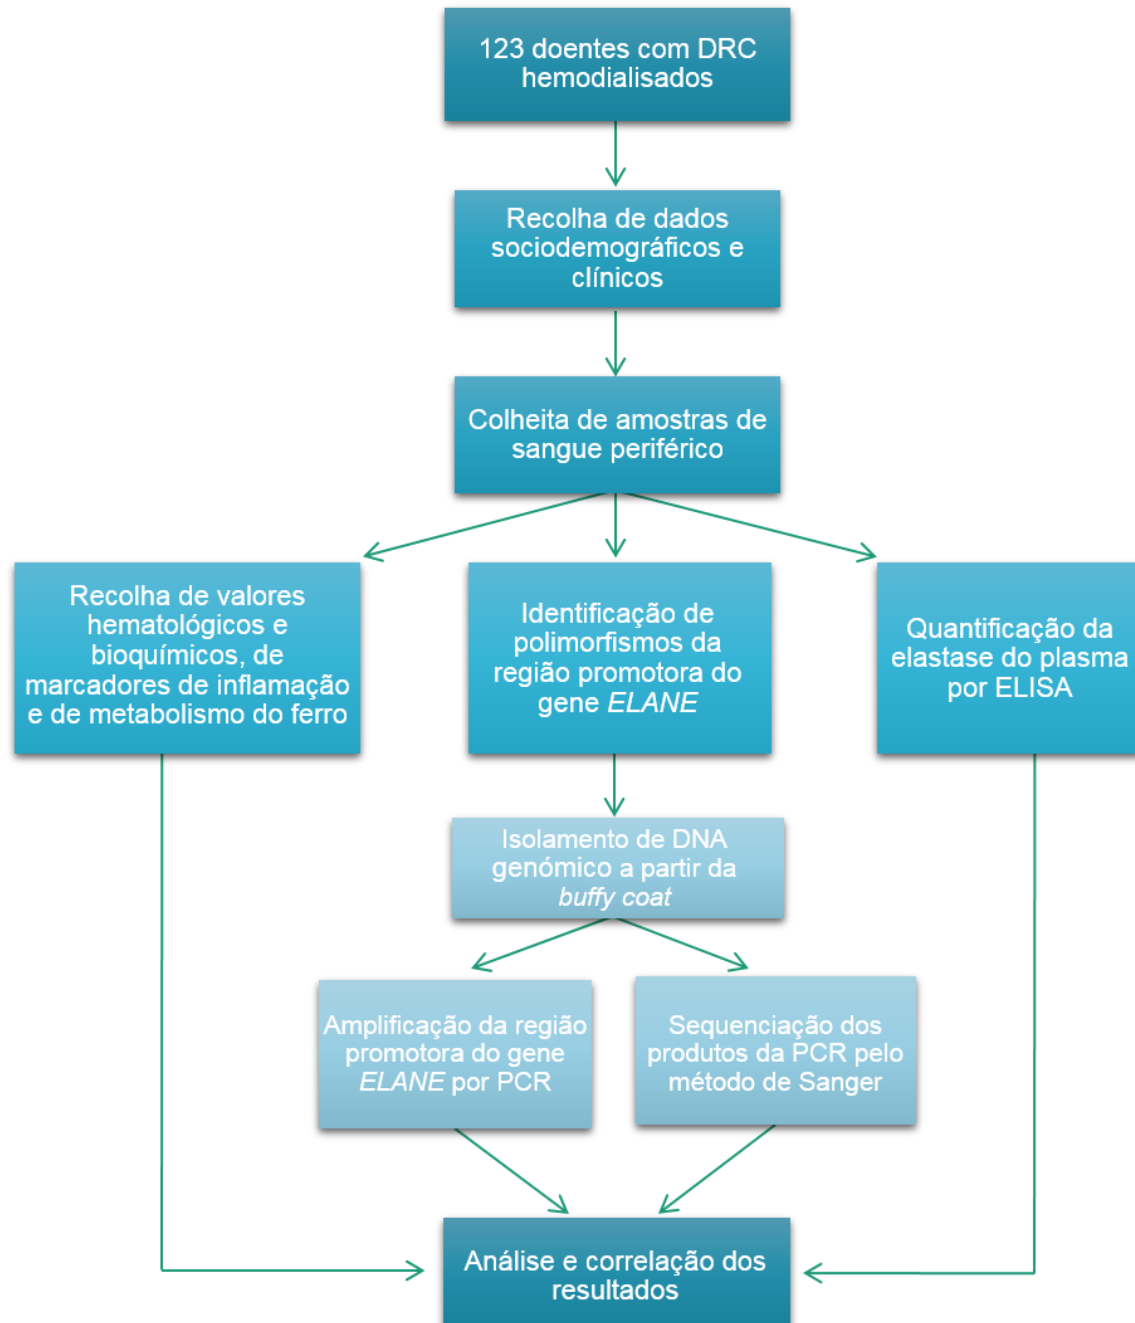 123 doentes com DRC
hemodialisados
Recolha de dados
sociodemográficos e
clínicos
Colheita de amostras de
sangue periférico
Recolha de valores
hematológicos e
bioquímicos, de
marcadores de inflamação
e de metabolismo do ferro
Identificação de
polimorfismos da
região promotora do
gene ELANE
Quantificação da
elastase do plasma
por ELISA
Isolamento de DNA
genómico a partir da
buffy coat
Amplificação da região
promotora do gene
ELANE por PCR
Sequenciação dos
produtos da PCR pelo
método de Sanger
Análise e correlação dos
resultados